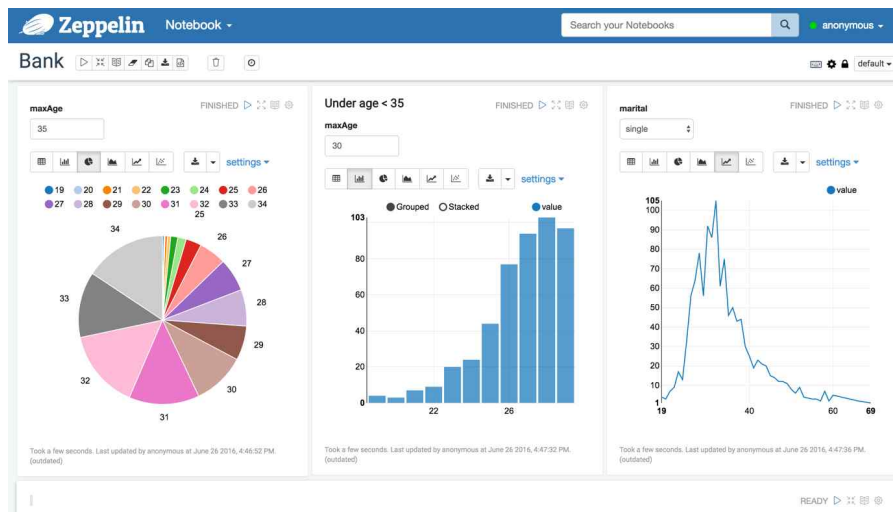 Zeppelin Notebook Search your Notebooks anonymous
Bank default
maxAge FINISHED
35
settings
19 20 21 22 23 24 25 26
27 28 29 30 31 32 33 34
25
34 26
27
33 28
29
32 30
31
Took a few seconds. Last updated by anonymous at June 26 2016, 4:46:52 PM.
(outdated)
Under age < 35 FINISHED
maxAge
30
settings
Grouped Stacked value
103
80
60
40
20
0
22 26
Took a few seconds. Last updated by anonymous at June 26 2016, 4:47:32 PM.
(outdated)
marital FINISHED
single
settings
value
105
100
90
80
70
60
50
40
30
20
10
1
19 40 60 69
Took a few seconds. Last updated by anonymous at June 26 2016, 4:47:36 PM.
(outdated)
READY